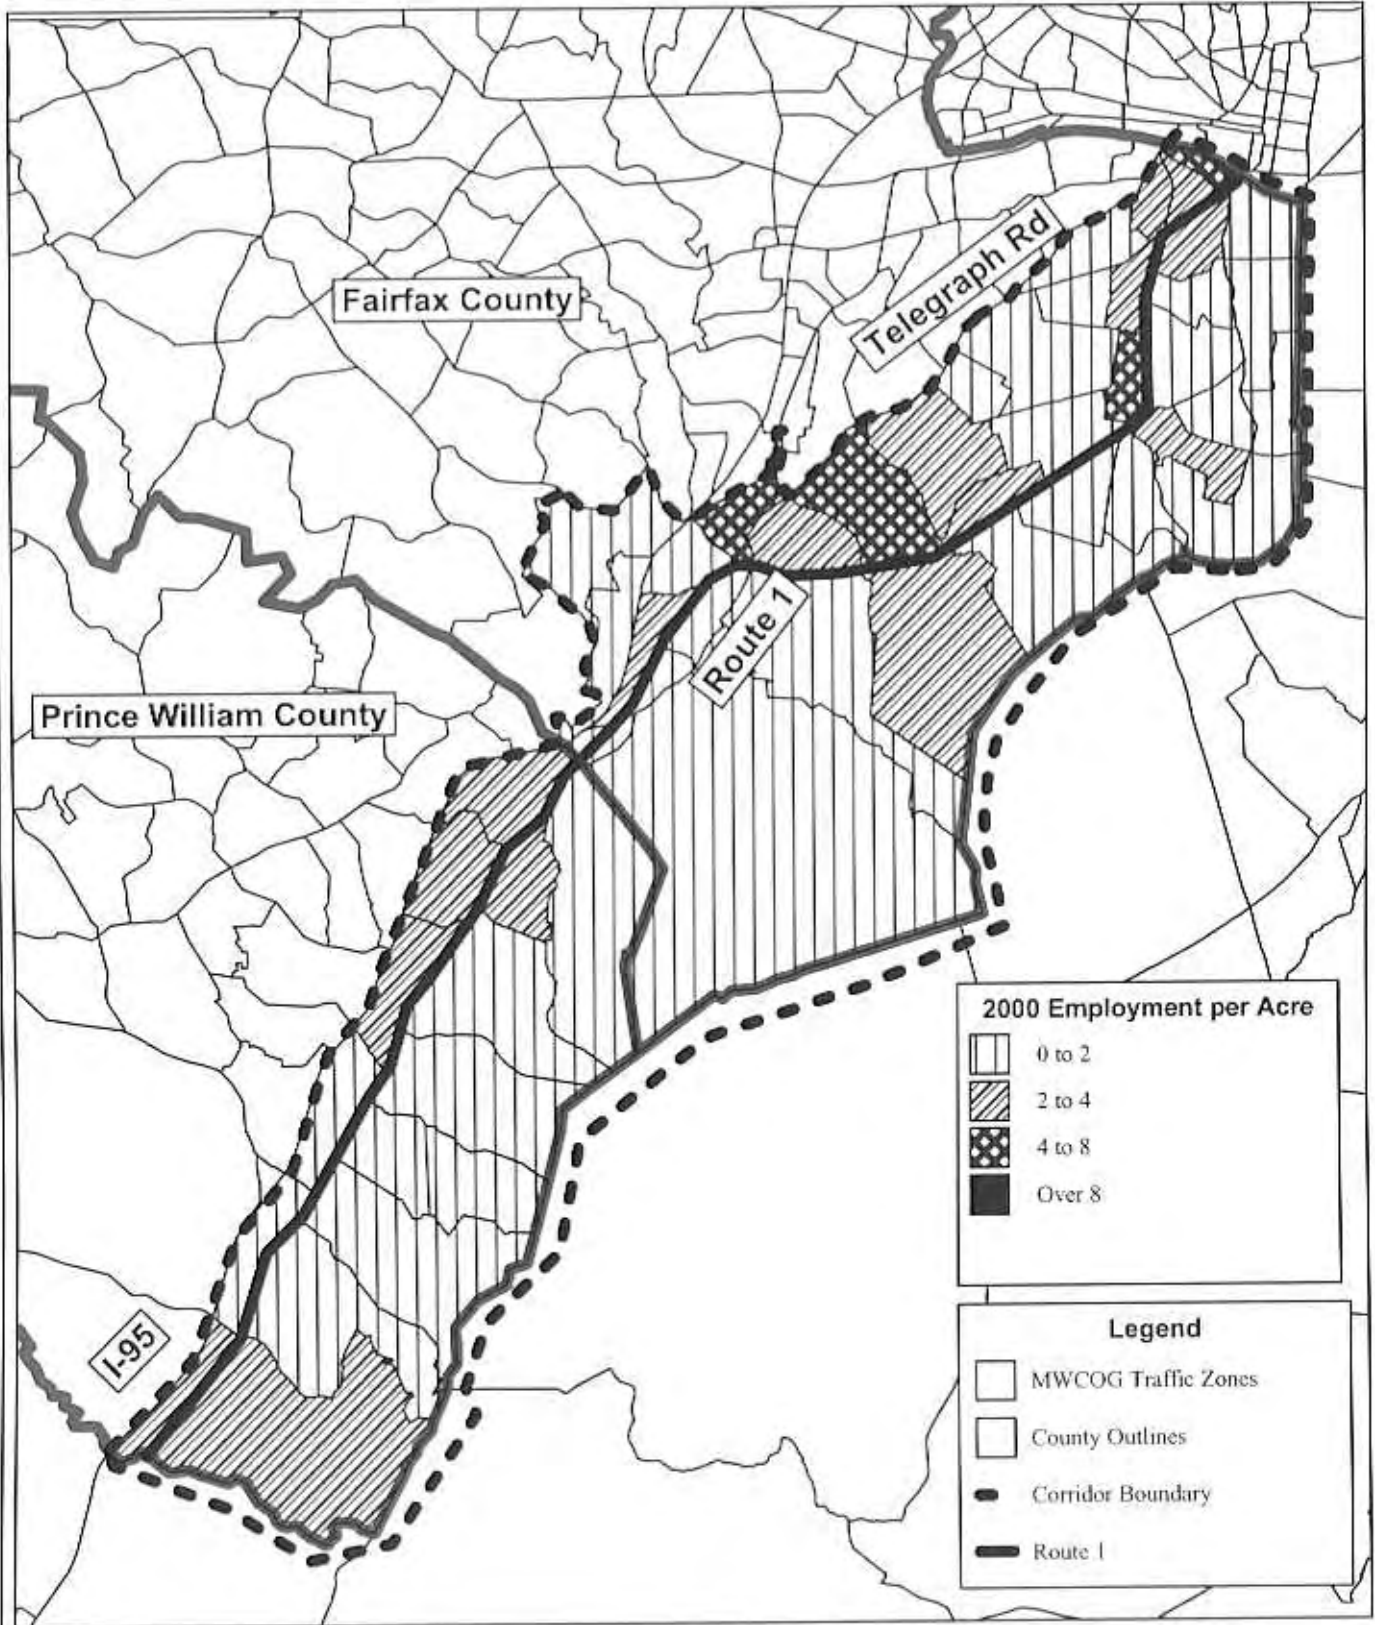 Telegraph Rd
Fairfax County
Route 1
Prince William County
I-95
2000 Employment per Acre
0 to 2
2 to 4
4 to 8
Over 8
Legend
MWCOG Traffic Zones
County Outlines
Corridor Boundary
Route 1